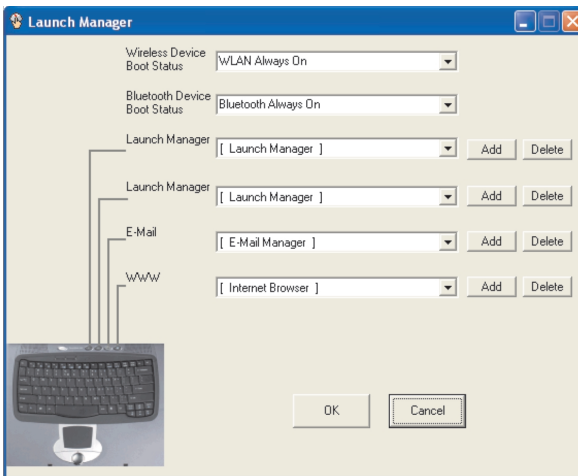 Launch Manager
Wireless Device
Boot Status
WLAN Always On
Bluetooth Device
Boot Status
Bluetooth Always On
Launch Manager
[ Launch Manager ]
Add
Delete
Launch Manager
[ Launch Manager ]
Add
Delete
E-Mail
[ E-Mail Manager ]
Add
Delete
WWW
[ Internet Browser ]
Add
Delete
OK
Cancel